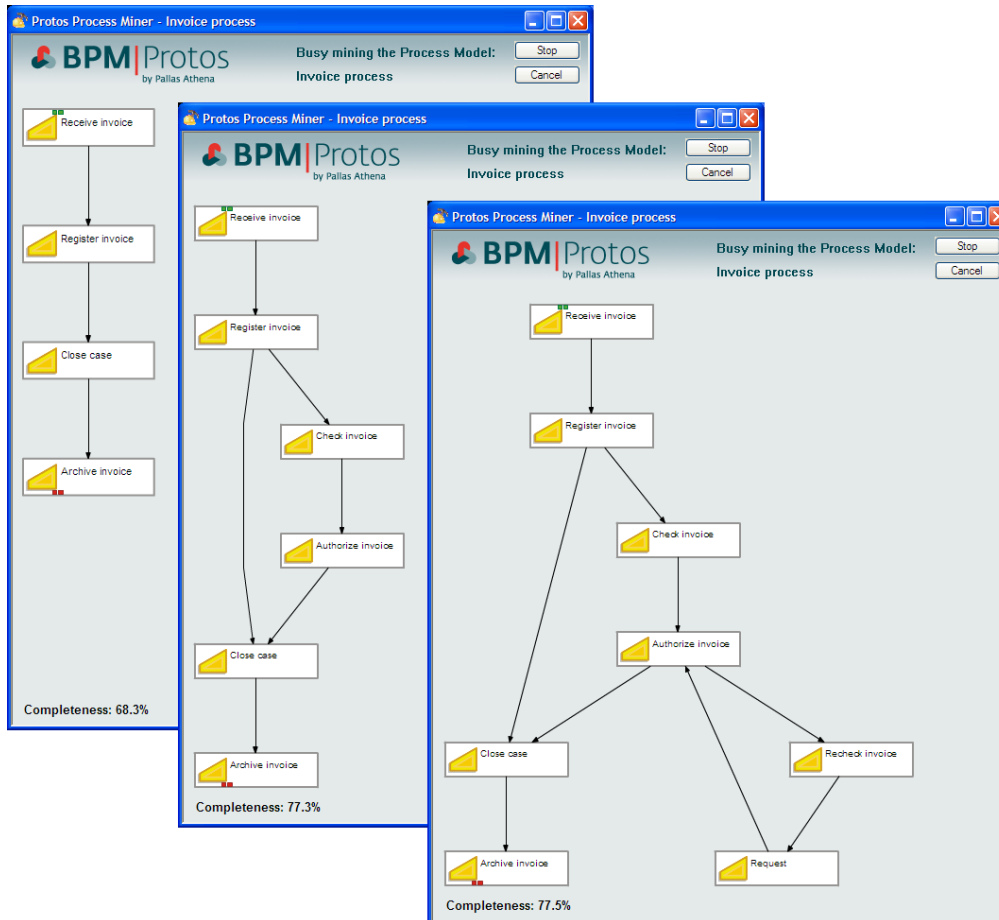 Protos Process Miner - Invoice process
BPM|Protos
by Pallas Athena
Busy mining the Process Model:
Invoice process
Stop
Cancel
Receive invoice
Register invoice
Close case
Archive invoice
Completeness: 68.3%
Protos Process Miner - Invoice process
BPM|Protos
by Pallas Athena
Busy mining the Process Model:
Invoice process
Stop
Cancel
Receive invoice
Register invoice
Check invoice
Authorize invoice
Close case
Archive invoice
Completeness: 77.3%
Protos Process Miner - Invoice process
BPM|Protos
by Pallas Athena
Busy mining the Process Model:
Invoice process
Stop
Cancel
Receive invoice
Register invoice
Check invoice
Authorize invoice
Close case
Recheck invoice
Archive invoice
Request
Completeness: 77.5%